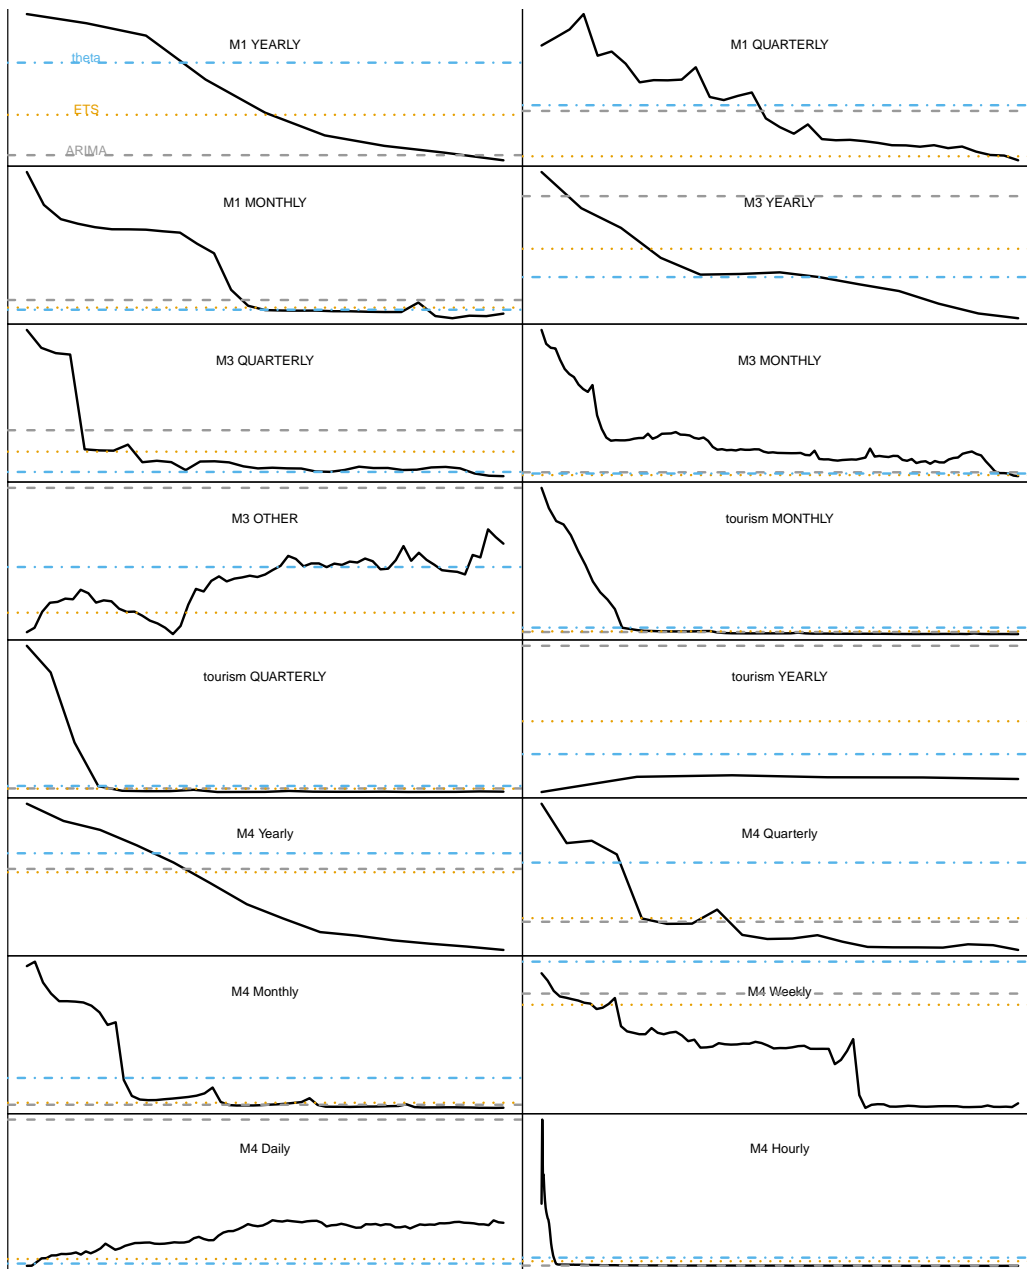 M1 YEARLY
theta
ETS
ARIMA
M1 QUARTERLY
M1 MONTHLY
M3 YEARLY
M3 QUARTERLY
M3 MONTHLY
M3 OTHER
tourism MONTHLY
tourism QUARTERLY
tourism YEARLY
M4 Yearly
M4 Quarterly
M4 Monthly
M4 Weekly
M4 Daily
M4 Hourly